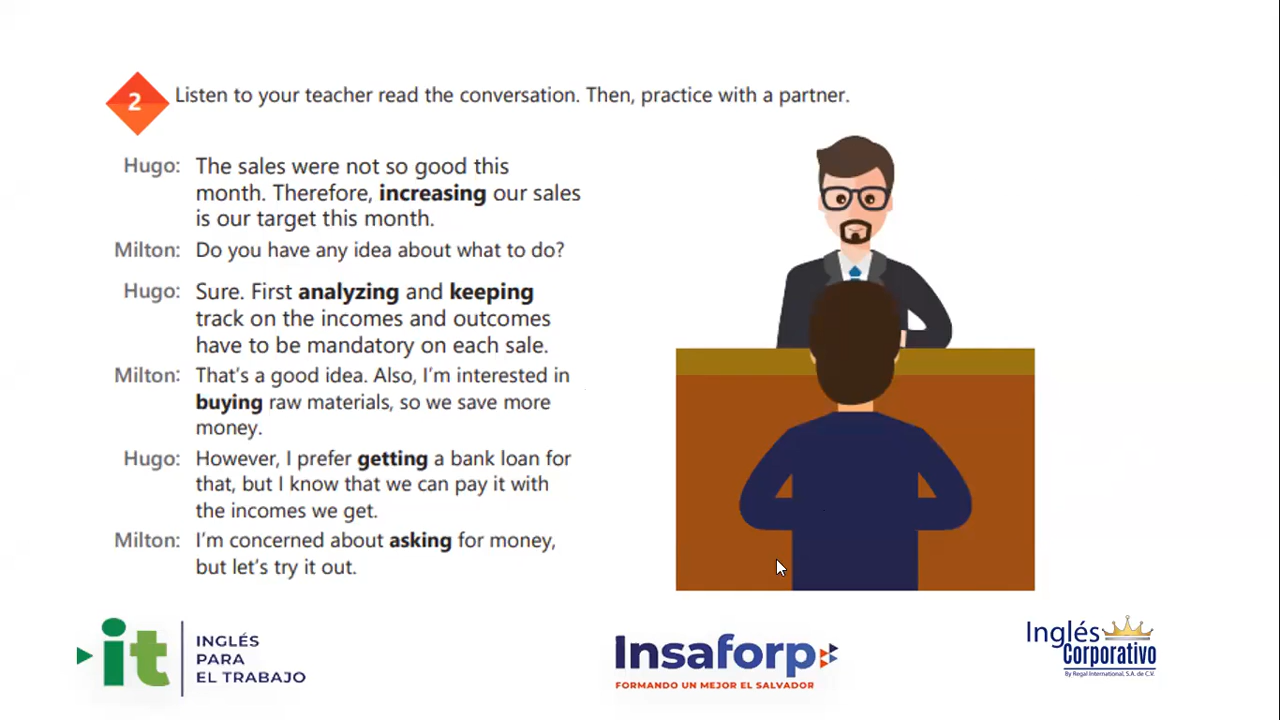 2
Listen to your teacher read the conversation. Then, practice with a partner.
Hugo: The sales were not so good this
month. Therefore, increasing our sales
is our target this month.
Milton: Do you have any idea about what to do?
Hugo: Sure. First analyzing and keeping
track on the incomes and outcomes
have to be mandatory on each sale.
Milton: That's a good idea. Also, I'm interested in
buying raw materials, so we save more
money.
Hugo: However, I prefer getting a bank loan for
that, but I know that we can pay it with
the incomes we get.
Milton: I'm concerned about asking for money,
but let's try it out.
it
INGLÉS
PARA
EL TRABAJO
Insaforp
FORMANDO UN MEJOR EL SALVADOR
Inglés
Corporativo
By Regal International, S.A. de C.V.